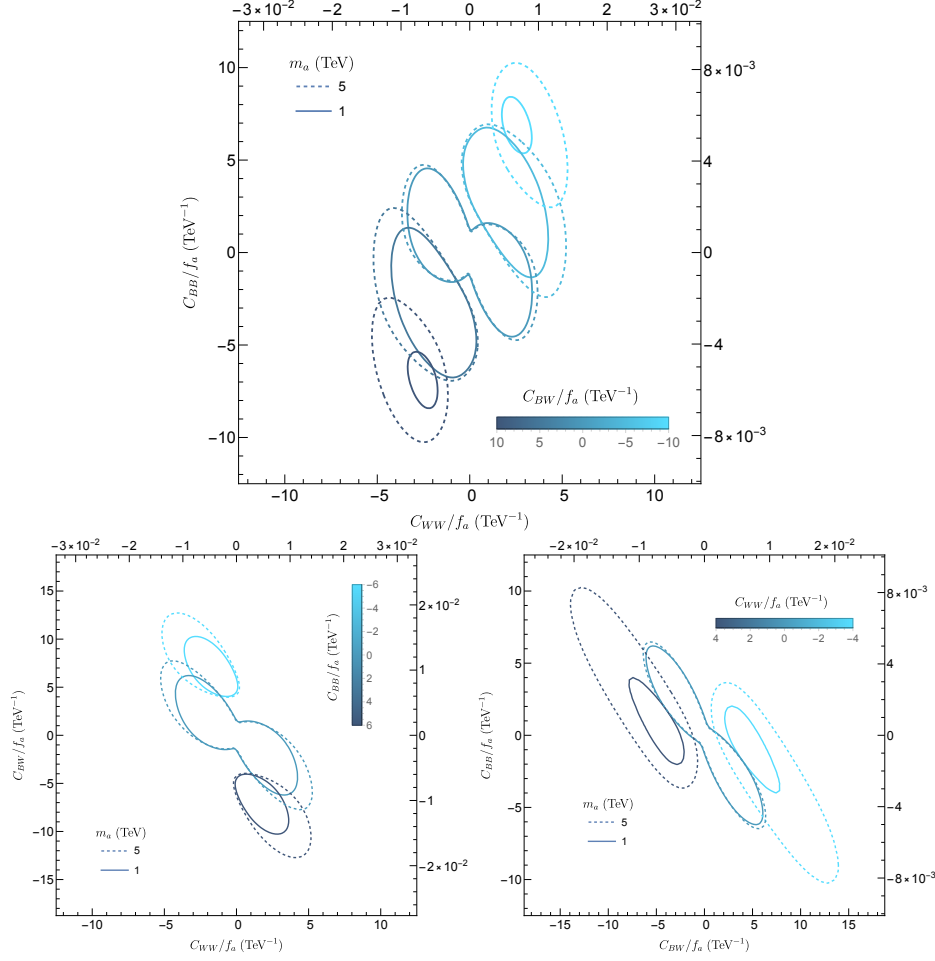 −3×10⁻² −2 −1 0 1 2 3×10⁻²
m_a (TeV)
5
1
10
5
0
−5
−10
C_BB/f_a (TeV⁻¹)
8×10⁻³
4
0
−4
−8×10⁻³
C_BW/f_a (TeV⁻¹)
10 5 0 -5 -10
−10 −5 0 5 10
C_WW/f_a (TeV⁻¹)
−3×10⁻² −2 −1 0 1 2 3×10⁻²
15
10
5
0
−5
−10
−15
C_BW/f_a (TeV⁻¹)
C_BB/f_a (TeV⁻¹)
-6
-4
-2
0
2
4
6
2×10⁻²
1
0
−1
−2×10⁻²
m_a (TeV)
5
1
−10 −5 0 5 10
C_WW/f_a (TeV⁻¹)
−2×10⁻² −1 0 1 2×10⁻²
C_WW/f_a (TeV⁻¹)
4 2 0 -2 -4
10
5
0
−5
−10
C_BB/f_a (TeV⁻¹)
8×10⁻³
4
0
−4
−8×10⁻³
m_a (TeV)
5
1
−15 −10 −5 0 5 10 15
C_BW/f_a (TeV⁻¹)